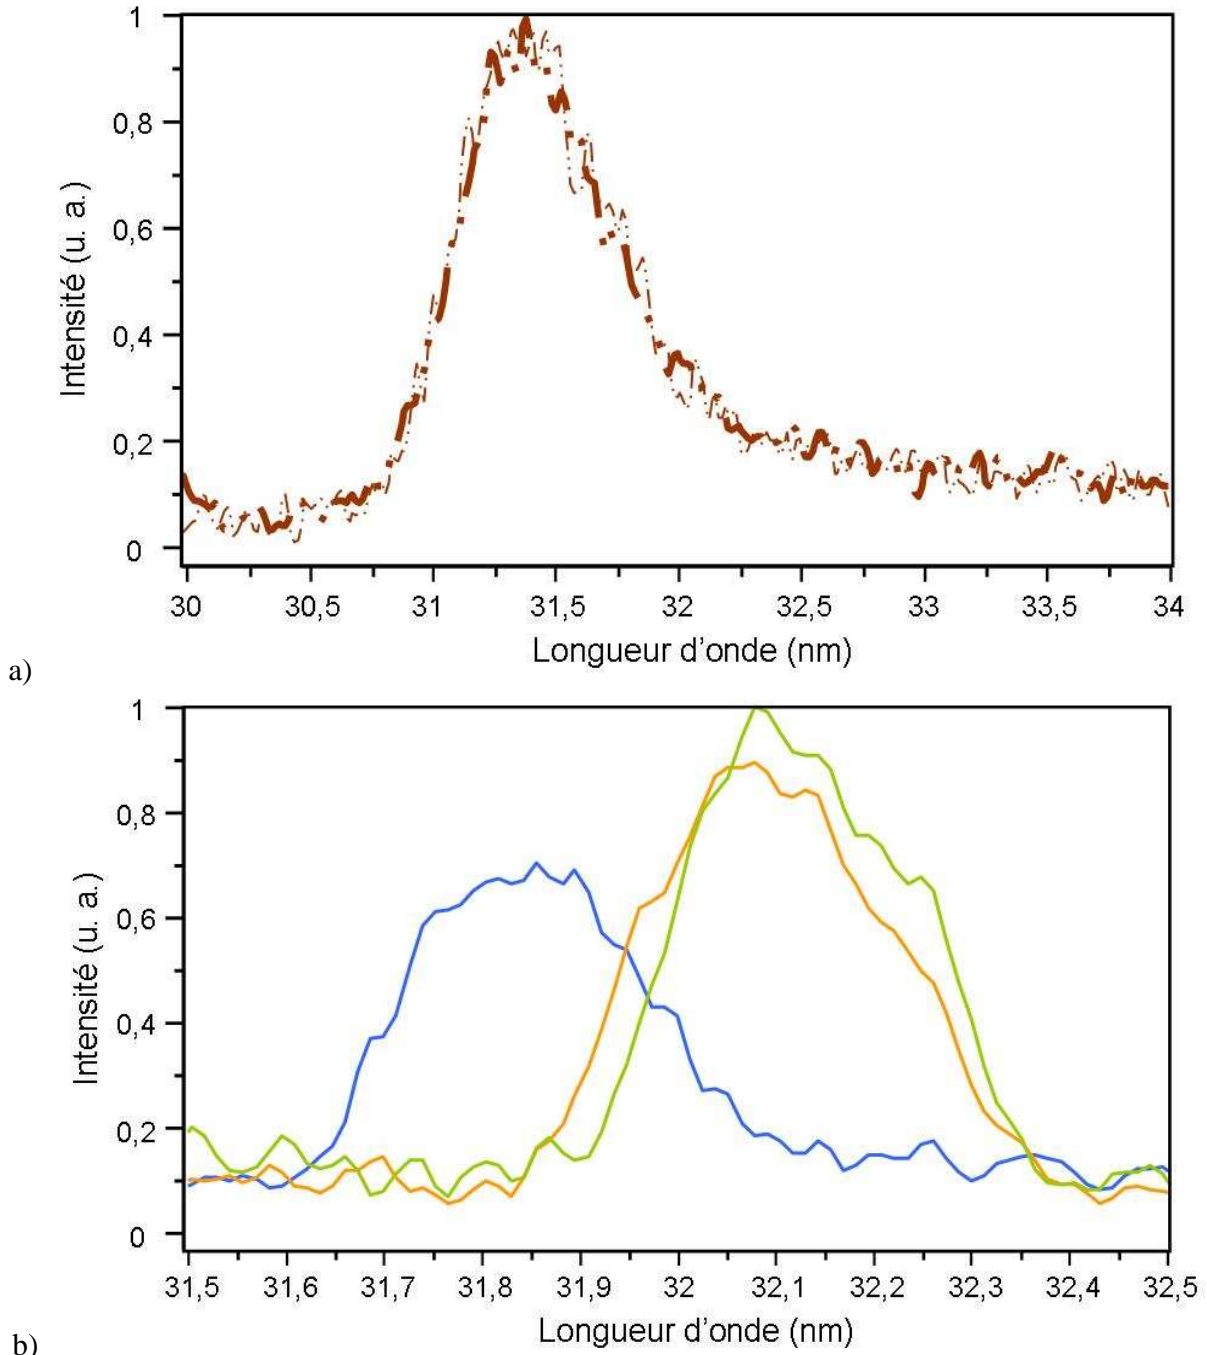 1
0,8
0,6
0,4
0,2
0
Intensité (u. a.)
30 30,5 31 31,5 32 32,5 33 33,5 34
Longueur d'onde (nm)
a)
1
0,8
0,6
0,4
0,2
0
Intensité (u. a.)
31,5 31,6 31,7 31,8 31,9 32 32,1 32,2 32,3 32,4 32,5
Longueur d'onde (nm)
b)